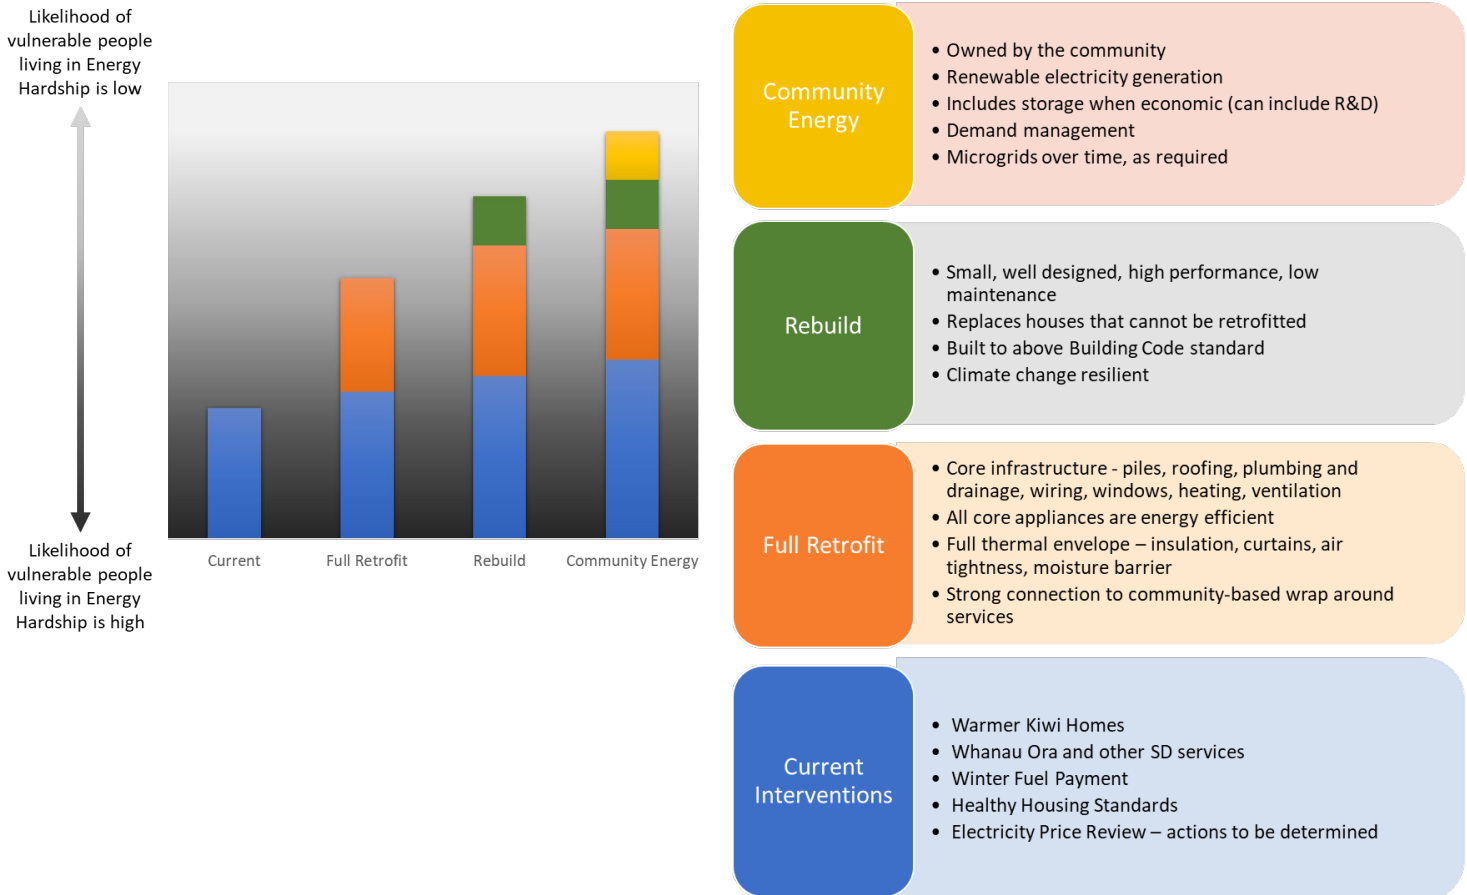 Likelihood of
vulnerable people
living in Energy
Hardship is low
Likelihood of
vulnerable people
living in Energy
Hardship is high
Current
Full Retrofit
Rebuild
Community Energy
Community
Energy
• Owned by the community
• Renewable electricity generation
• Includes storage when economic (can include R&D)
• Demand management
• Microgrids over time, as required
Rebuild
• Small, well designed, high performance, low
maintenance
• Replaces houses that cannot be retrofitted
• Built to above Building Code standard
• Climate change resilient
Full Retrofit
• Core infrastructure - piles, roofing, plumbing and
drainage, wiring, windows, heating, ventilation
• All core appliances are energy efficient
• Full thermal envelope – insulation, curtains, air
tightness, moisture barrier
• Strong connection to community-based wrap around
services
Current
Interventions
• Warmer Kiwi Homes
• Whanau Ora and other SD services
• Winter Fuel Payment
• Healthy Housing Standards
• Electricity Price Review – actions to be determined